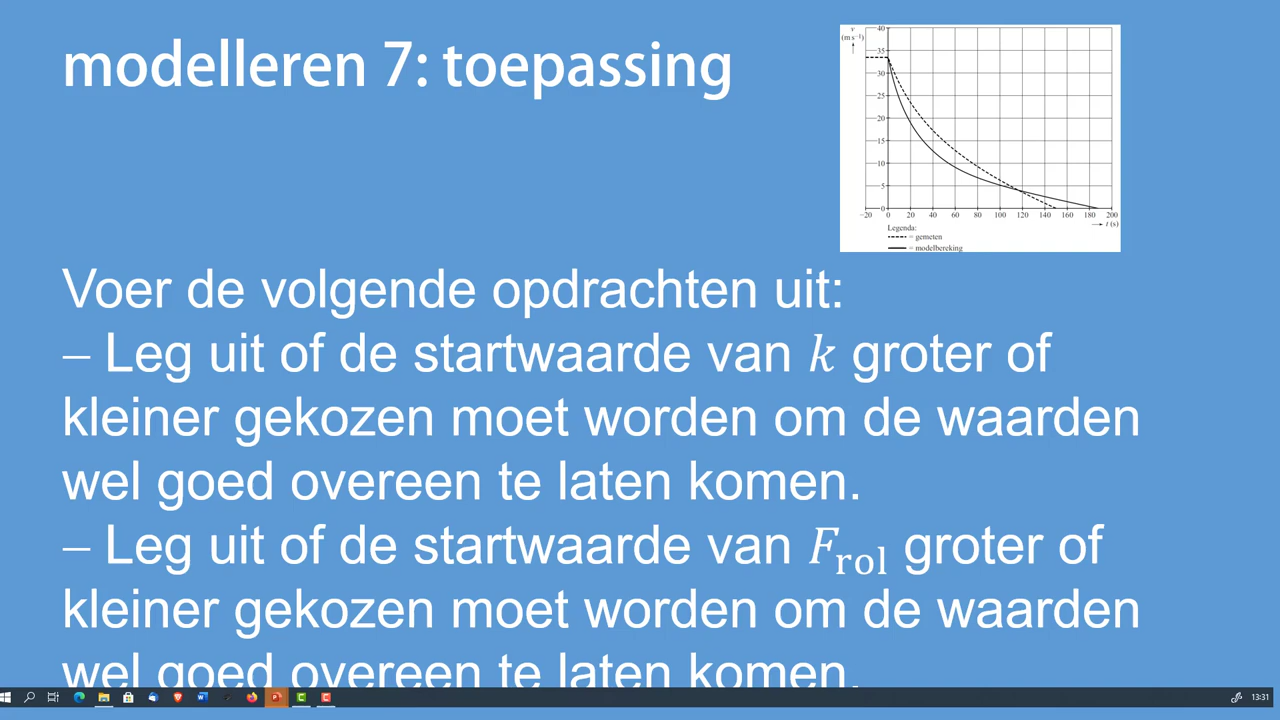 modelleren 7: toepassing
v
(m s⁻¹)
40
35
30
25
20
15
10
5
0
−20 0 20 40 60 80 100 120 140 160 180 200
t (s)
Legenda:
= gemeten
= modelbereking
Voer de volgende opdrachten uit:
– Leg uit of de startwaarde van k groter of
kleiner gekozen moet worden om de waarden
wel goed overeen te laten komen.
– Leg uit of de startwaarde van F_rol groter of
kleiner gekozen moet worden om de waarden
wel goed overeen te laten komen.
13:31